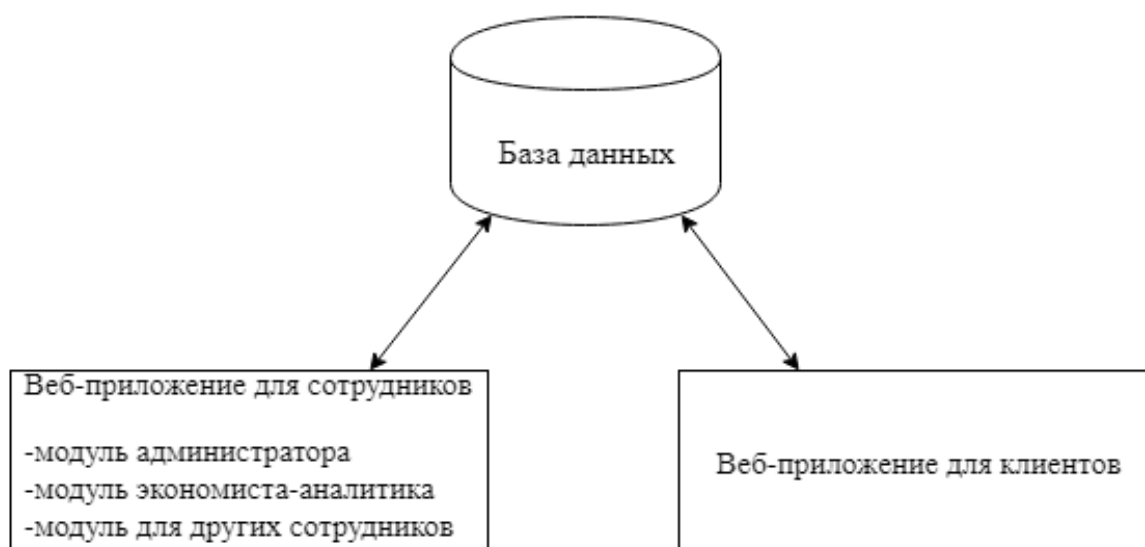 База данных
Веб-приложение для сотрудников
-модуль администратора
-модуль экономиста-аналитика
-модуль для других сотрудников
Веб-приложение для клиентов